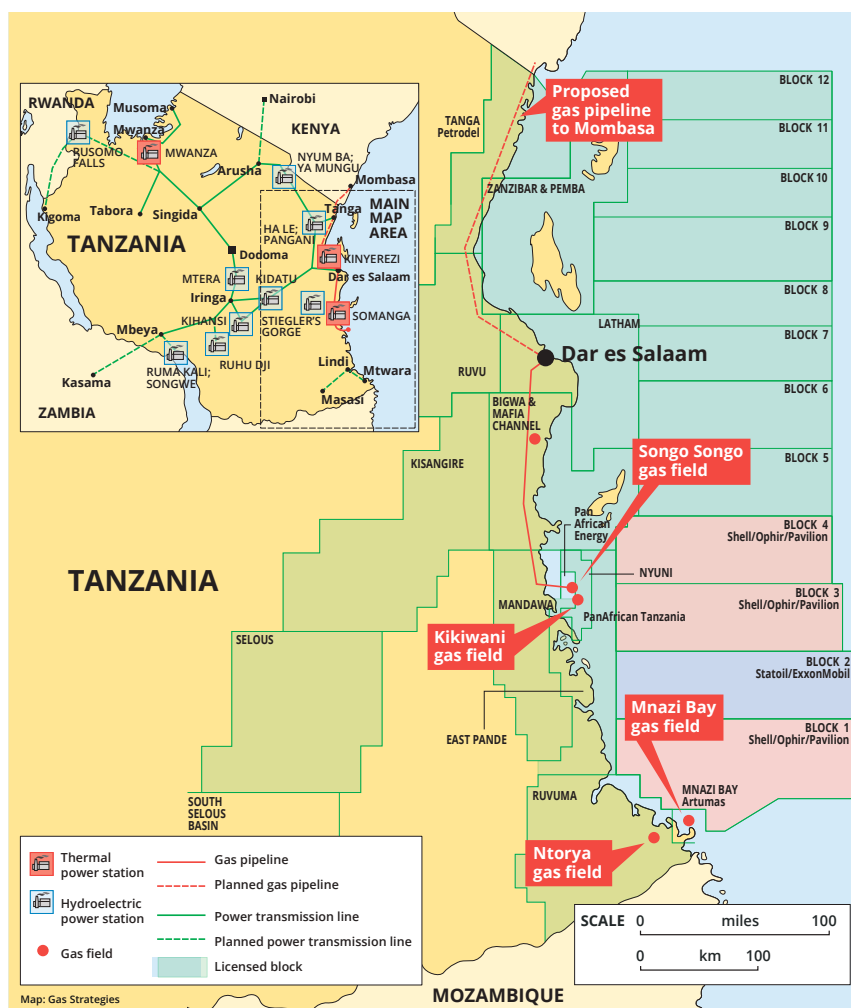 RWANDA
Musoma
Mwanza
RUSOMO
FALLS
MWANZA
Nairobi
KENYA
NYUM BA;
YA MUNGU
Arusha
Mombasa
Kigoma
Tabora
Singida
Tanga
MAIN
MAP
AREA
HA LE;
PANGANI
TANZANIA
Dodoma
KINYEREZI
MTERA
KIDATU
Dar es Salaam
Iringa
KIHANSI
STIEGLER'S
GORGE
SOMANGA
Mbeya
RUHU DJI
RUMA KALI;
SONGWE
Lindi
Mtwara
Kasama
Masasi
ZAMBIA
Proposed
gas pipeline
to Mombasa
TANGA
Petrodel
BLOCK 12
BLOCK 11
BLOCK 10
ZANZIBAR & PEMBA
BLOCK 9
BLOCK 8
LATHAM
BLOCK 7
Dar es Salaam
RUVU
BLOCK 6
BIGWA &
MAFIA
CHANNEL
Songo Songo
gas field
BLOCK 5
KISANGIRE
Pan
African
Energy
BLOCK 4
Shell/Ophir/Pavilion
TANZANIA
NYUNI
BLOCK 3
Shell/Ophir/Pavilion
MANDAWA
PanAfrican Tanzania
Kikiwani
gas field
SELOUS
BLOCK 2
Statoil/ExxonMobil
Mnazi Bay
gas field
EAST PANDE
BLOCK 1
Shell/Ophir/Pavilion
SOUTH
SELOUS
BASIN
RUVUMA
MNAZI BAY
Artumas
Ntorya
gas field
Thermal
power station
Hydroelectric
power station
Gas field
Gas pipeline
Planned gas pipeline
Power transmission line
Planned power transmission line
Licensed block
SCALE 0 miles 100
0 km 100
Map: Gas Strategies
MOZAMBIQUE